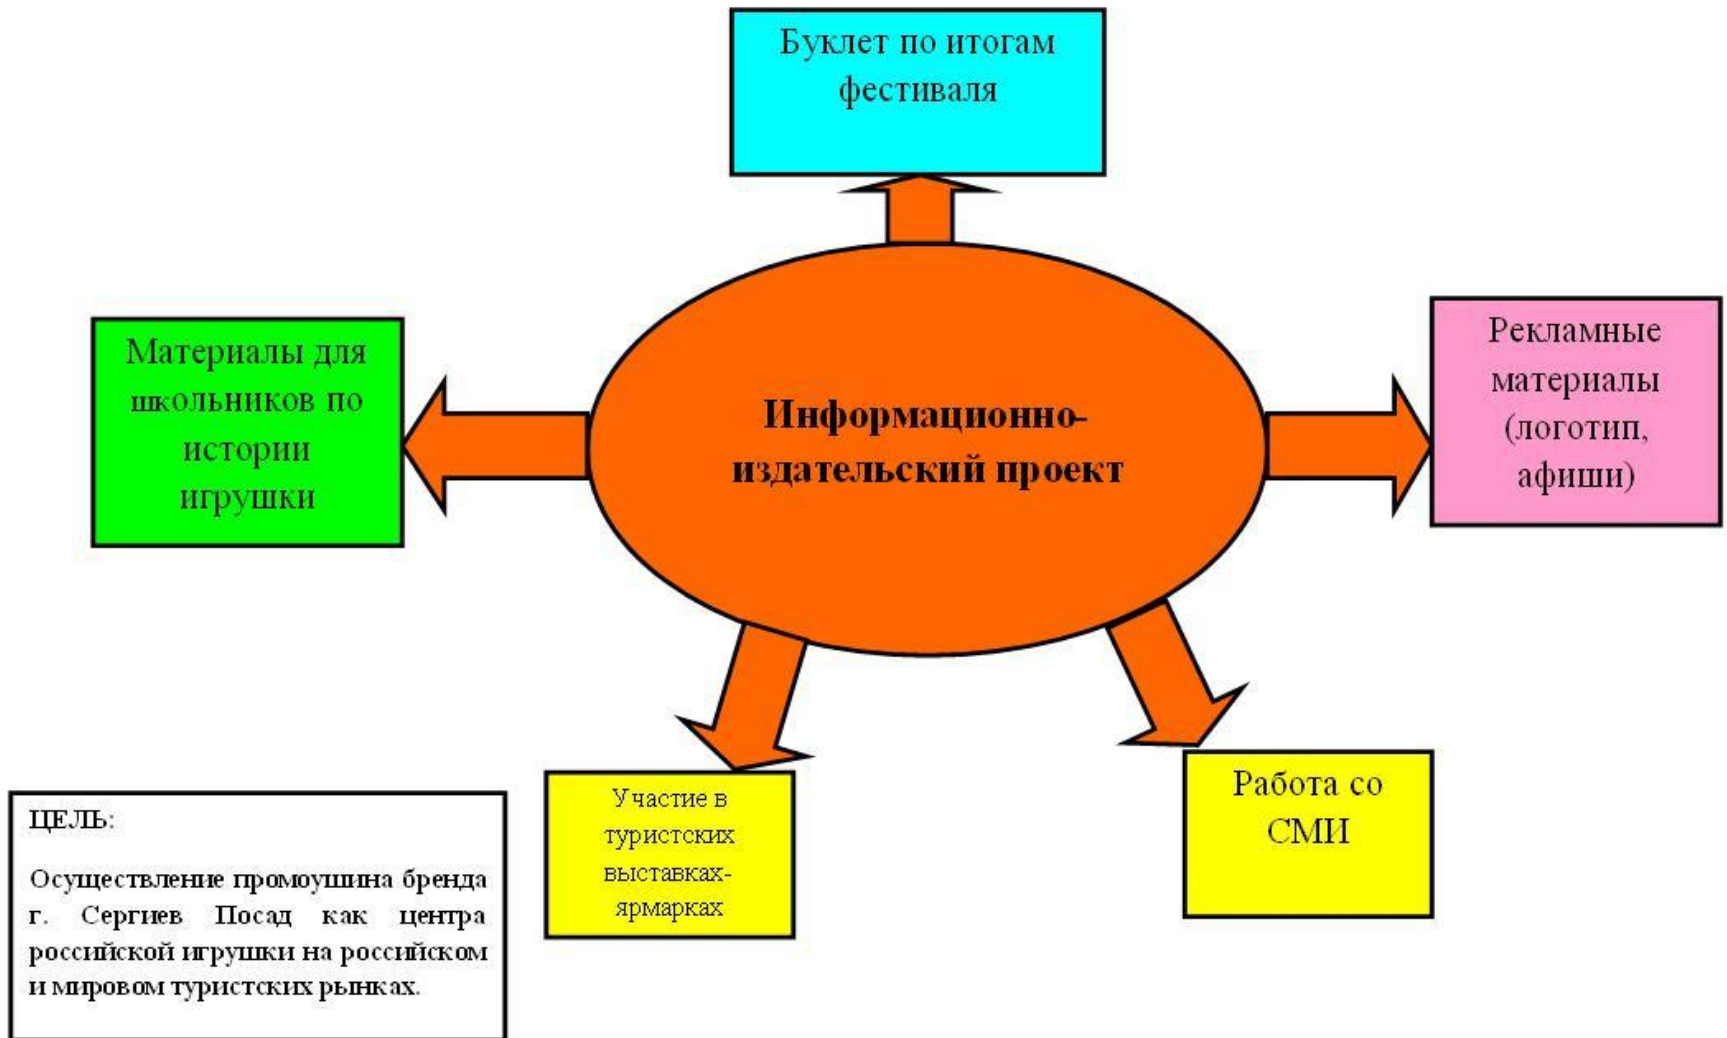 Буклет по итогам
фестиваля
Материалы для
школьников по
истории
игрушки
Информационно-
издательский проект
Рекламные
материалы
(логотип,
афиши)
Участие в
туристских
выставках-
ярмарках
Работа со
СМИ
ЦЕЛЬ:
Осуществление промоушина бренда
г. Сергиев Посад как центра
российской игрушки на российском
и мировом туристских рынках.